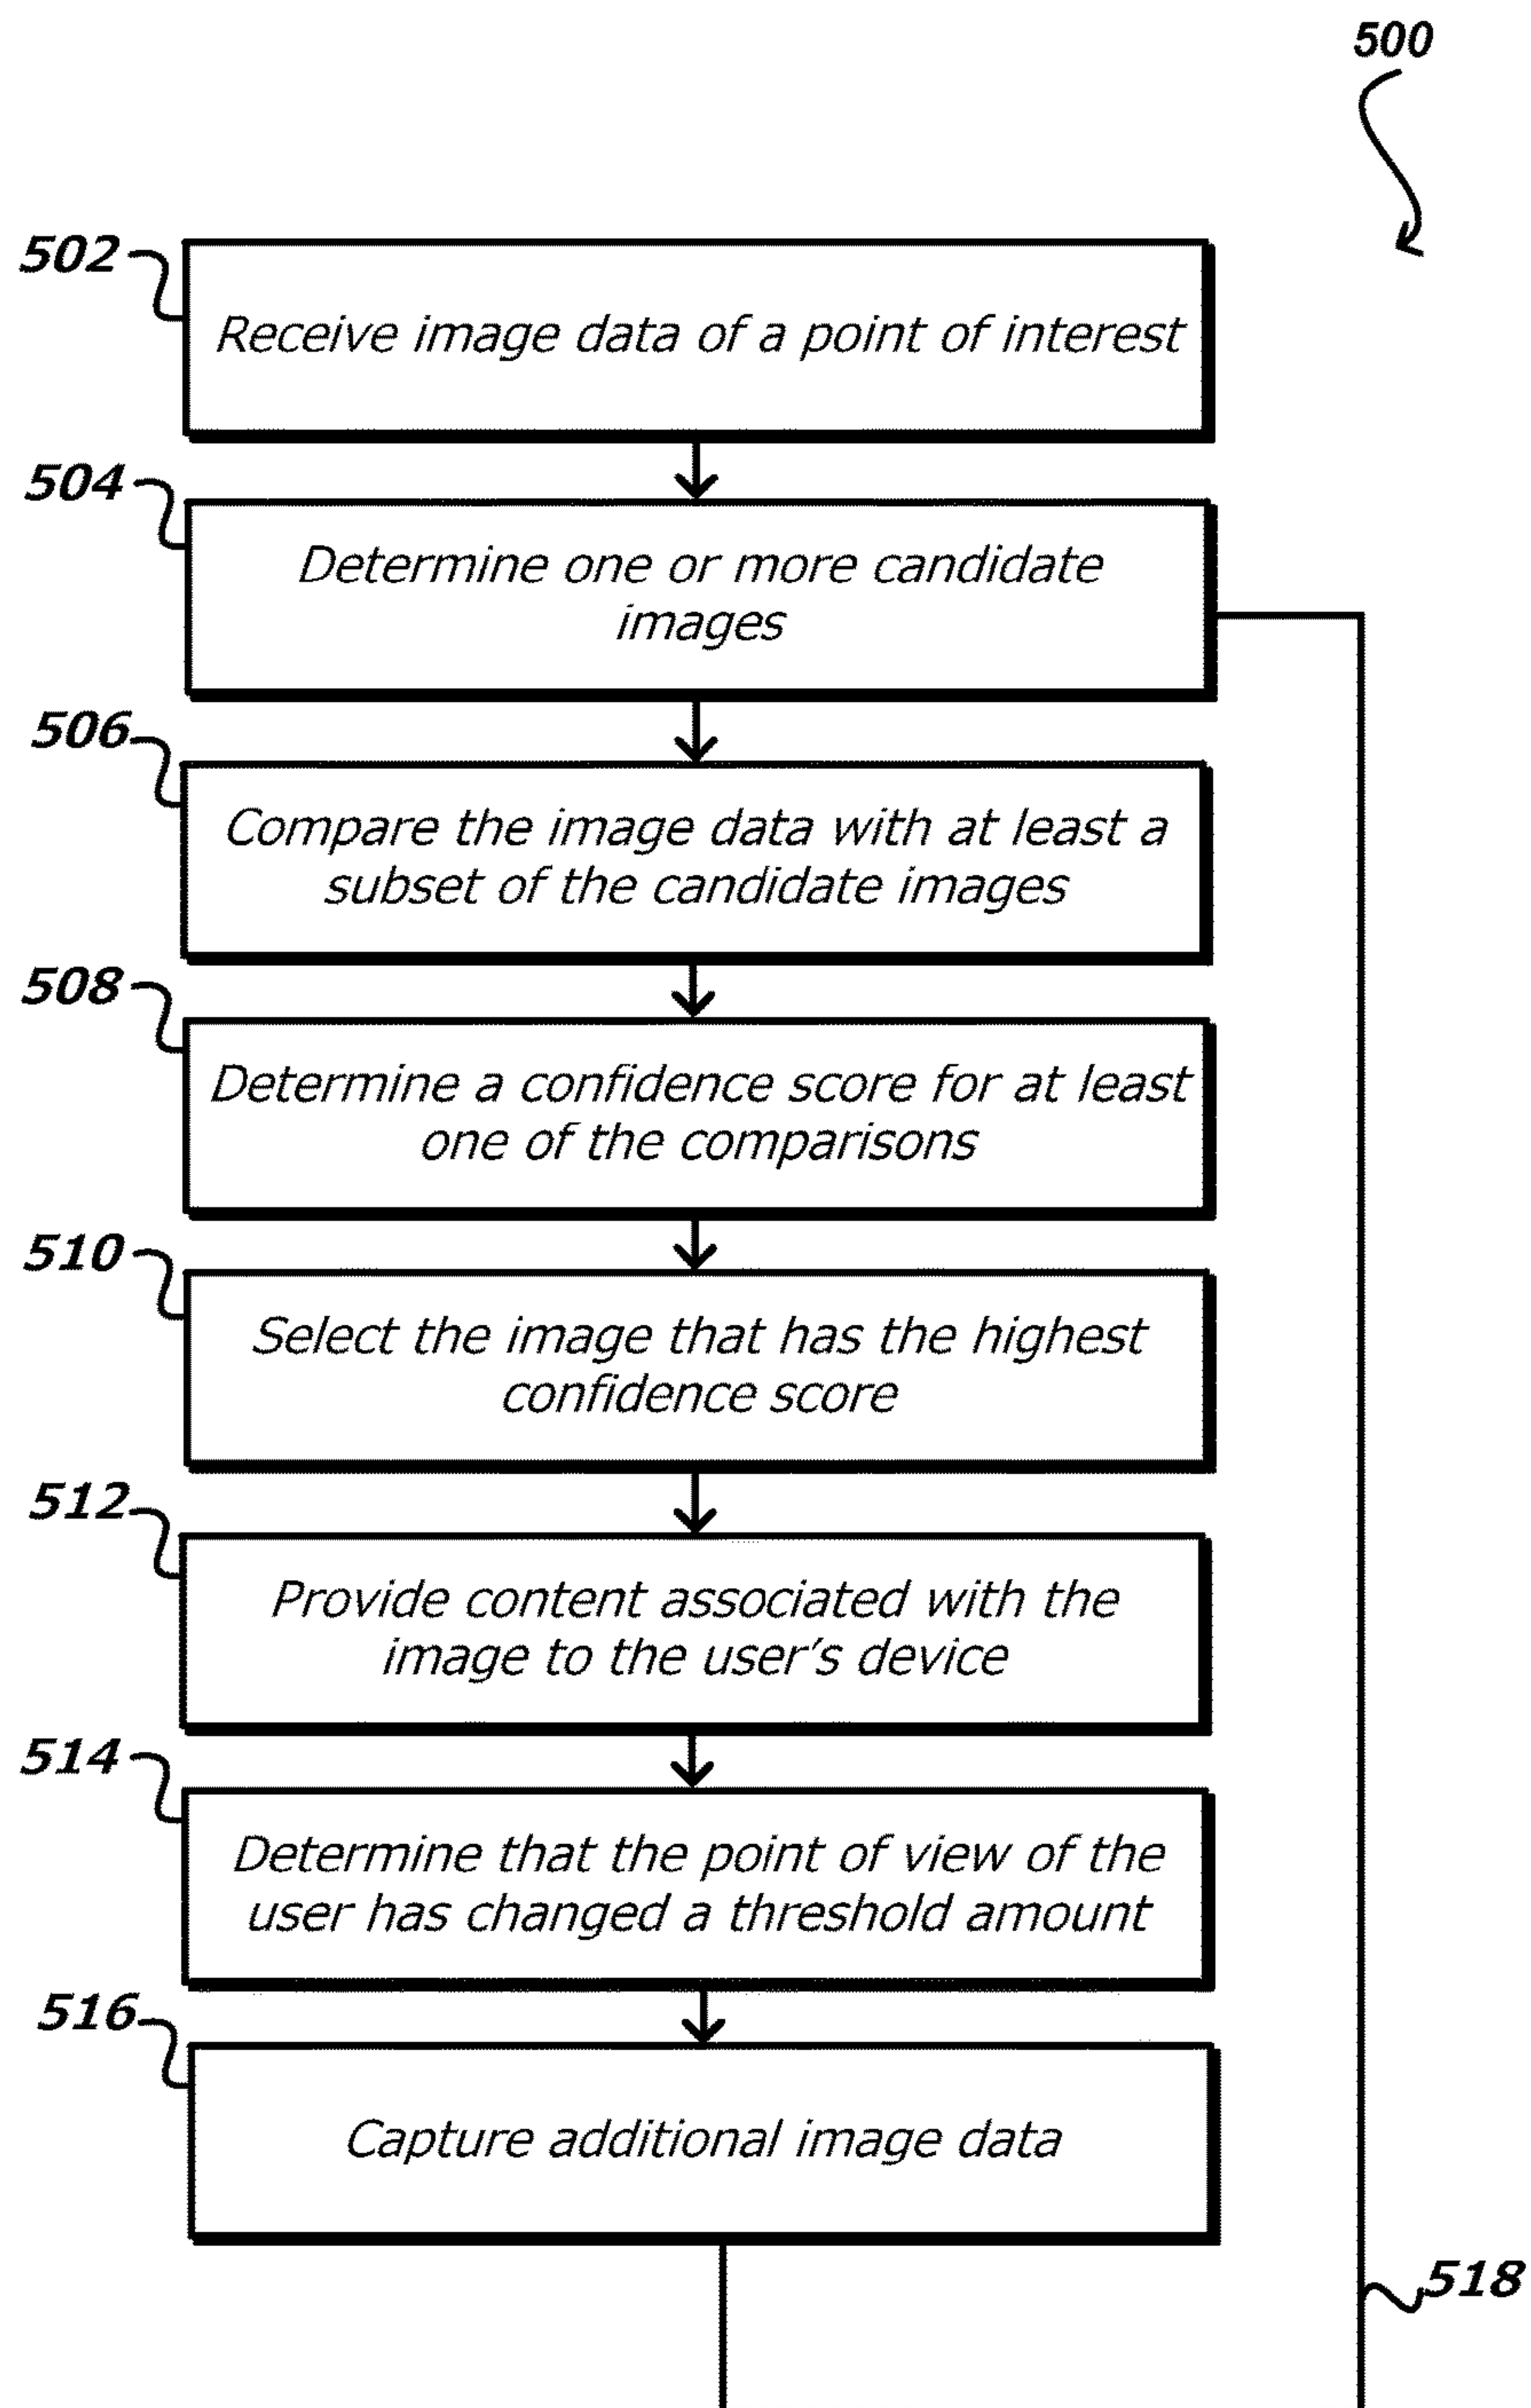 500
502
Receive image data of a point of interest
504
Determine one or more candidate
images
506
Compare the image data with at least a
subset of the candidate images
508
Determine a confidence score for at least
one of the comparisons
510
Select the image that has the highest
confidence score
512
Provide content associated with the
image to the user's device
514
Determine that the point of view of the
user has changed a threshold amount
516
Capture additional image data
518